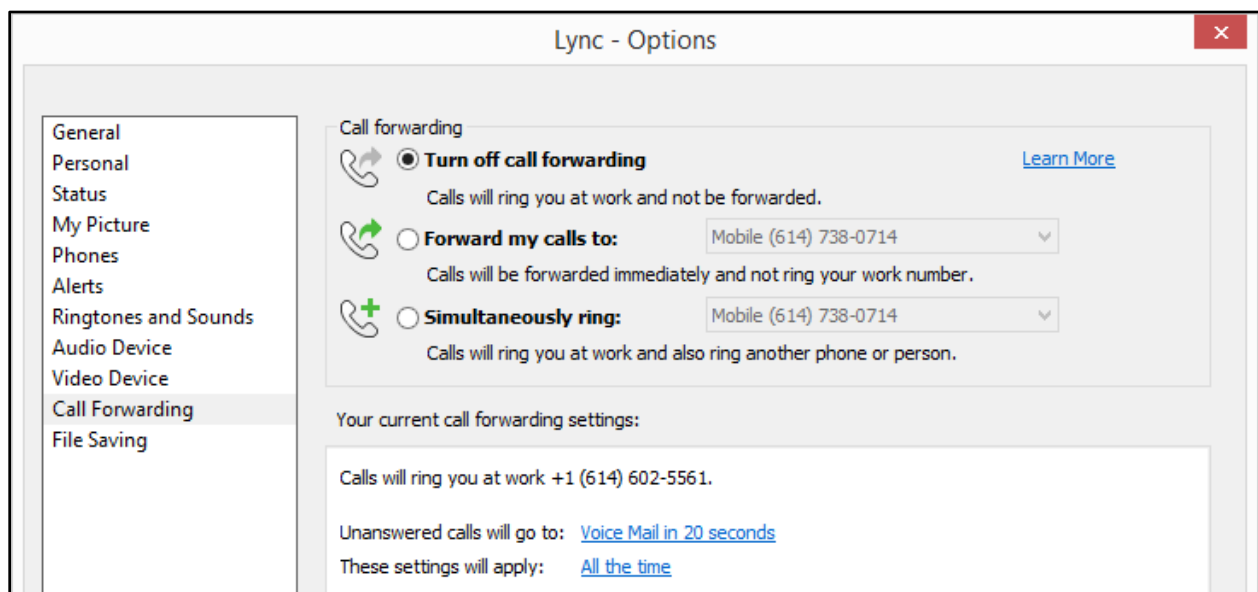 Lync - Options
General
Personal
Status
My Picture
Phones
Alerts
Ringtones and Sounds
Audio Device
Video Device
Call Forwarding
File Saving
Call forwarding
Turn off call forwarding Learn More
Calls will ring you at work and not be forwarded.
Forward my calls to: Mobile (614) 738-0714
Calls will be forwarded immediately and not ring your work number.
Simultaneously ring: Mobile (614) 738-0714
Calls will ring you at work and also ring another phone or person.
Your current call forwarding settings:
Calls will ring you at work +1 (614) 602-5561.
Unanswered calls will go to: Voice Mail in 20 seconds
These settings will apply: All the time